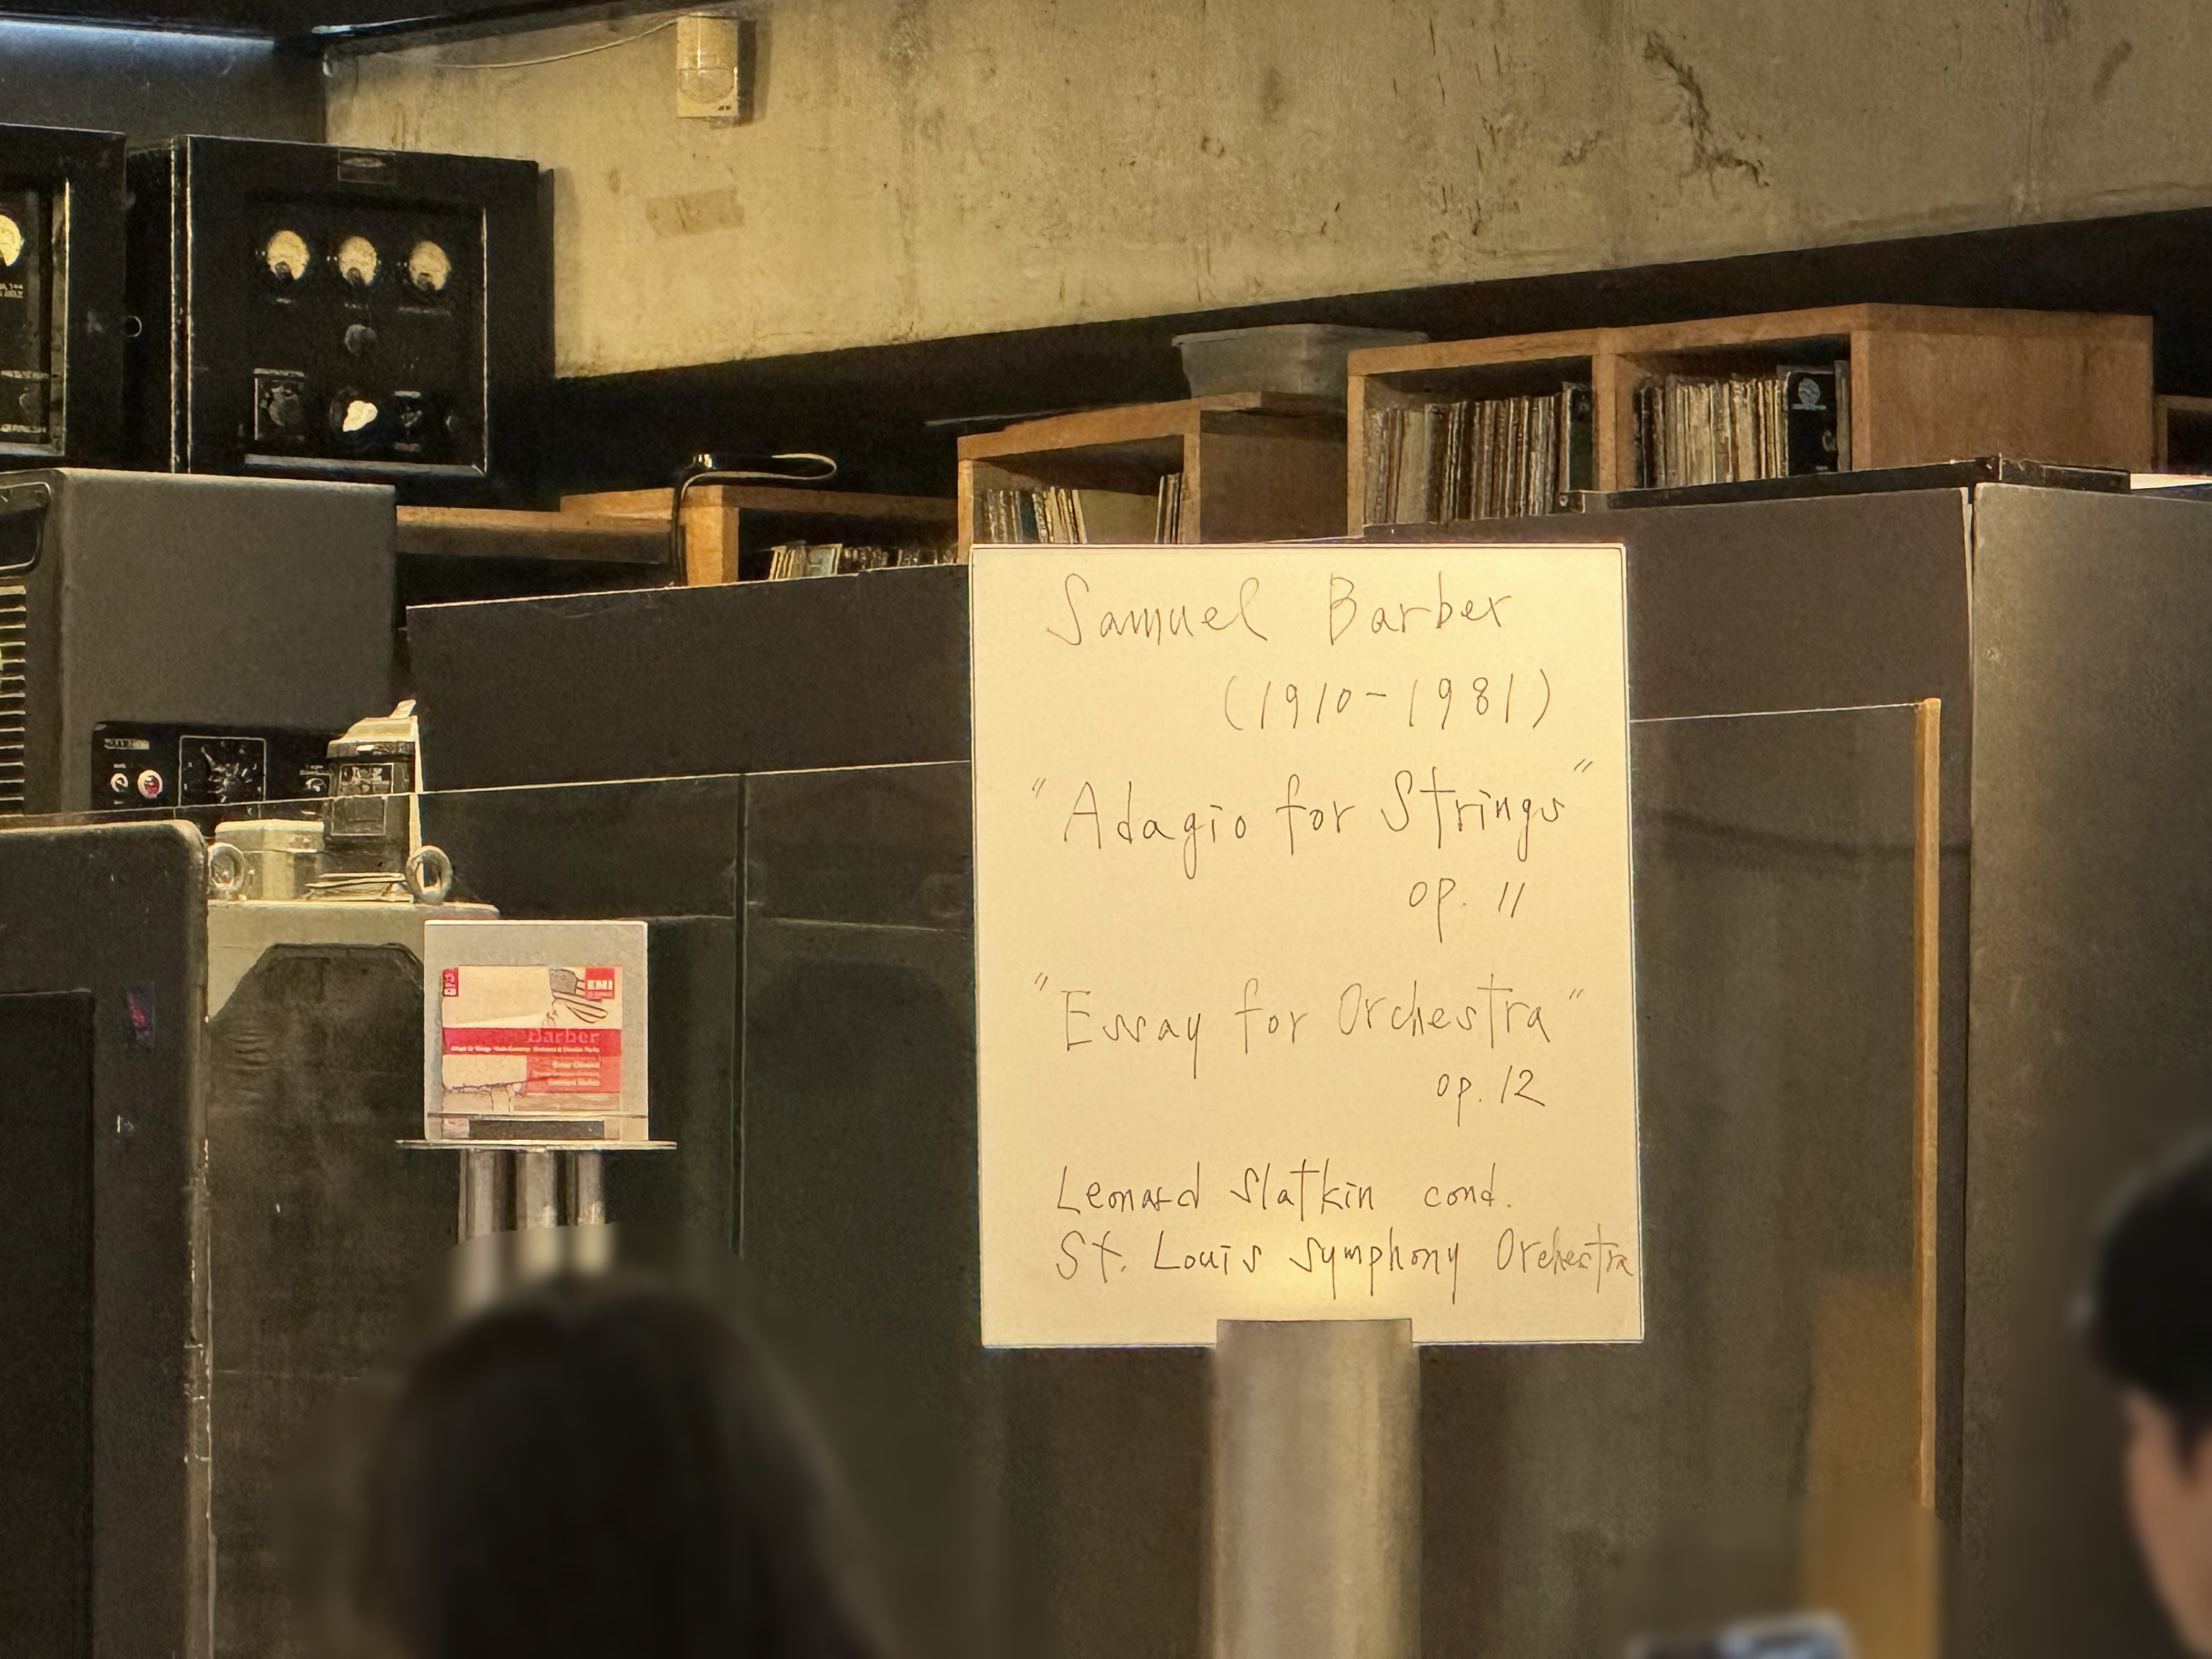 Samuel Barber
(1910-1981)
"Adagio for Strings"
op. 11
"Essay for Orchestra"
op. 12
Leonard Slatkin cond.
St. Louis Symphony Orchestra
EMI
Barber